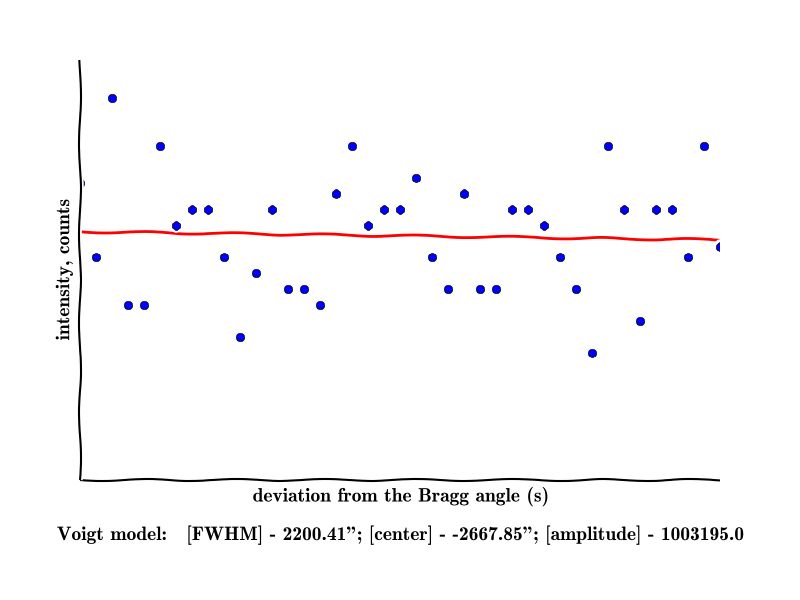 intensity, counts
deviation from the Bragg angle (s)
Voigt model: [FWHM] - 2200.41”; [center] - -2667.85”; [amplitude] - 1003195.0